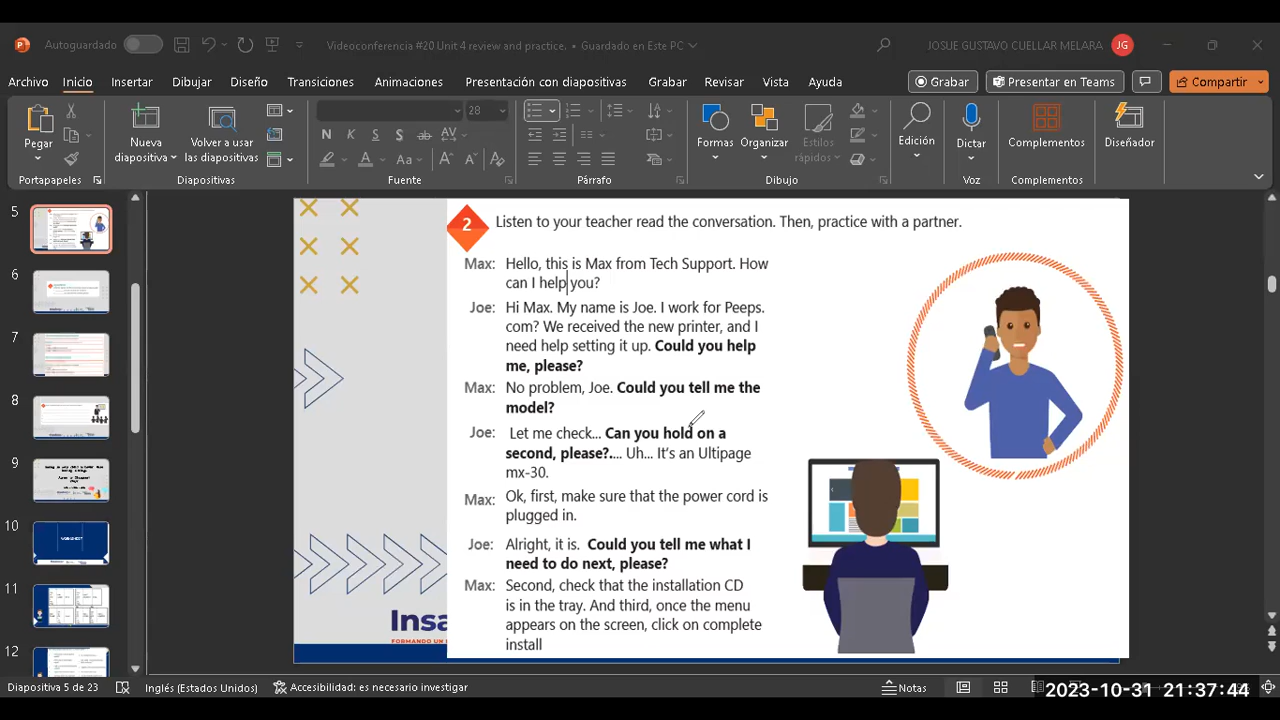 Autoguardado
Videoconferencia #20 Unit 4 review and practice. • Guardado en Este PC
JOSUE GUSTAVO CUELLAR MELARA
JG
Archivo Inicio Insertar Dibujar Diseño Transiciones Animaciones Presentación con diapositivas Grabar Revisar Vista Ayuda
Grabar
Presentar en Teams
Compartir
28
Pegar
Nueva diapositiva
Volver a usar las diapositivas
N K S S ab AV
Aa A A
Formas
Organizar
Estilos rápidos
Edición
Dictar
Complementos
Diseñador
Portapapeles Diapositivas Fuente Párrafo Dibujo Voz Complementos
5
6
7
8
9
10
11
12
2
Listen to your teacher read the conversation. Then, practice with a partner.
Max: Hello, this is Max from Tech Support. How
can I help you?
Joe: Hi Max. My name is Joe. I work for Peeps.
com? We received the new printer, and I
need help setting it up. Could you help
me, please?
Max: No problem, Joe. Could you tell me the
model?
Joe: Let me check... Can you hold on a
second, please?.... Uh... It's an Ultipage
mx-30.
Max: Ok, first, make sure that the power cord is
plugged in.
Joe: Alright, it is. Could you tell me what I
need to do next, please?
Max: Second, check that the installation CD
is in the tray. And third, once the menu
appears on the screen, click on complete
install
Insa
FORMANDO UN
Diapositiva 5 de 23
Inglés (Estados Unidos)
Accesibilidad: es necesario investigar
Notas
2023-10-31 21:37:44